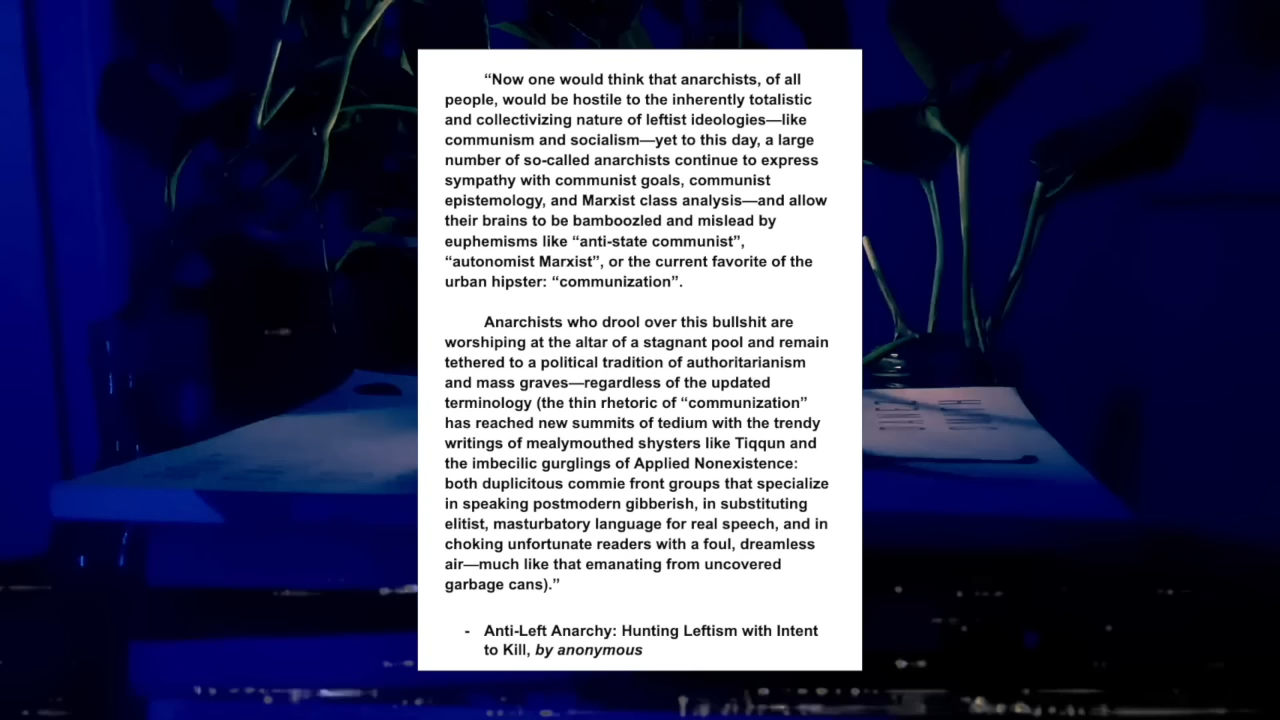 “Now one would think that anarchists, of all
people, would be hostile to the inherently totalistic
and collectivizing nature of leftist ideologies—like
communism and socialism—yet to this day, a large
number of so-called anarchists continue to express
sympathy with communist goals, communist
epistemology, and Marxist class analysis—and allow
their brains to be bamboozled and mislead by
euphemisms like “anti-state communist”,
“autonomist Marxist”, or the current favorite of the
urban hipster: “communization”.
Anarchists who drool over this bullshit are
worshiping at the altar of a stagnant pool and remain
tethered to a political tradition of authoritarianism
and mass graves—regardless of the updated
terminology (the thin rhetoric of “communization”
has reached new summits of tedium with the trendy
writings of mealymouthed shysters like Tiqqun and
the imbecilic gurglings of Applied Nonexistence:
both duplicitous commie front groups that specialize
in speaking postmodern gibberish, in substituting
elitist, masturbatory language for real speech, and in
choking unfortunate readers with a foul, dreamless
air—much like that emanating from uncovered
garbage cans).”
- Anti-Left Anarchy: Hunting Leftism with Intent
to Kill, by anonymous